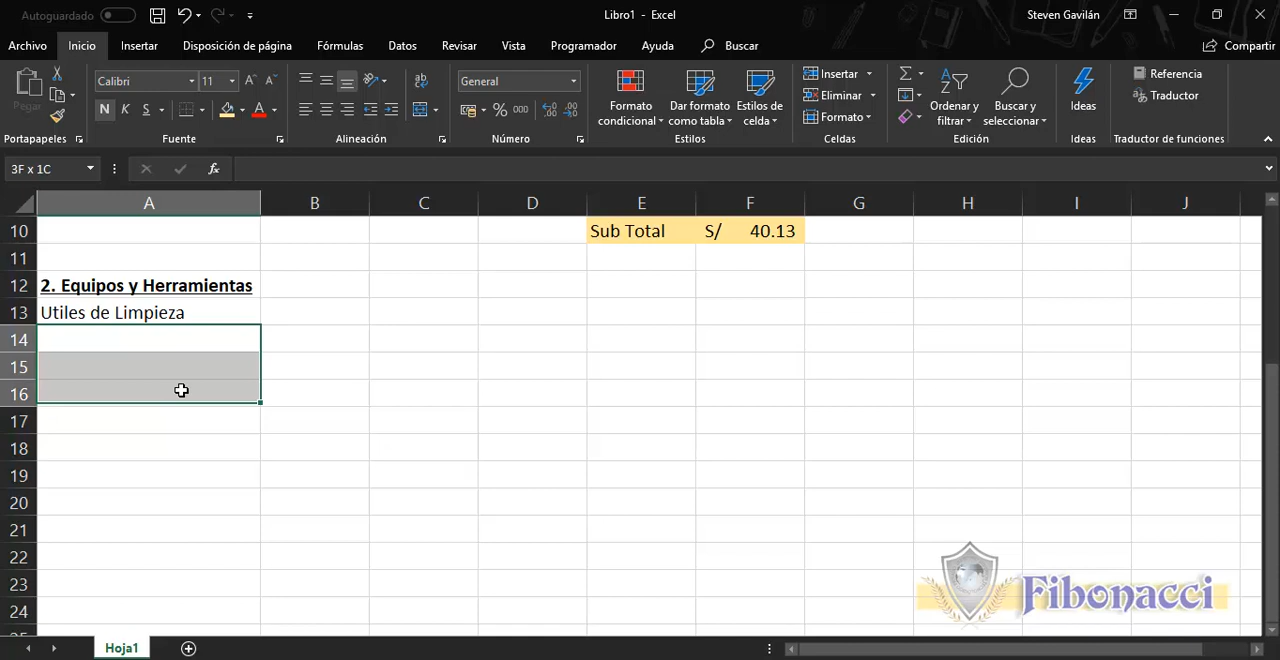 Autoguardado
Libro1 - Excel
Steven Gavilán
Archivo Inicio Insertar Disposición de página Fórmulas Datos Revisar Vista Programador Ayuda Buscar Compartir
Pegar
Calibri 11
N K S
General
% 000
Formato condicional
Dar formato como tabla
Estilos de celda
Insertar
Eliminar
Formato
Ordenar y filtrar
Buscar y seleccionar
Ideas
Referencia
Traductor
Portapapeles Fuente Alineación Número Estilos Celdas Edición Ideas Traductor de funciones
3F x 1C fx
A B C D E F G H I J
10 Sub Total S/ 40.13
11
12 2. Equipos y Herramientas
13 Utiles de Limpieza
14
15
16
17
18
19
20
21
22
23
24
Fibonacci
Hoja1